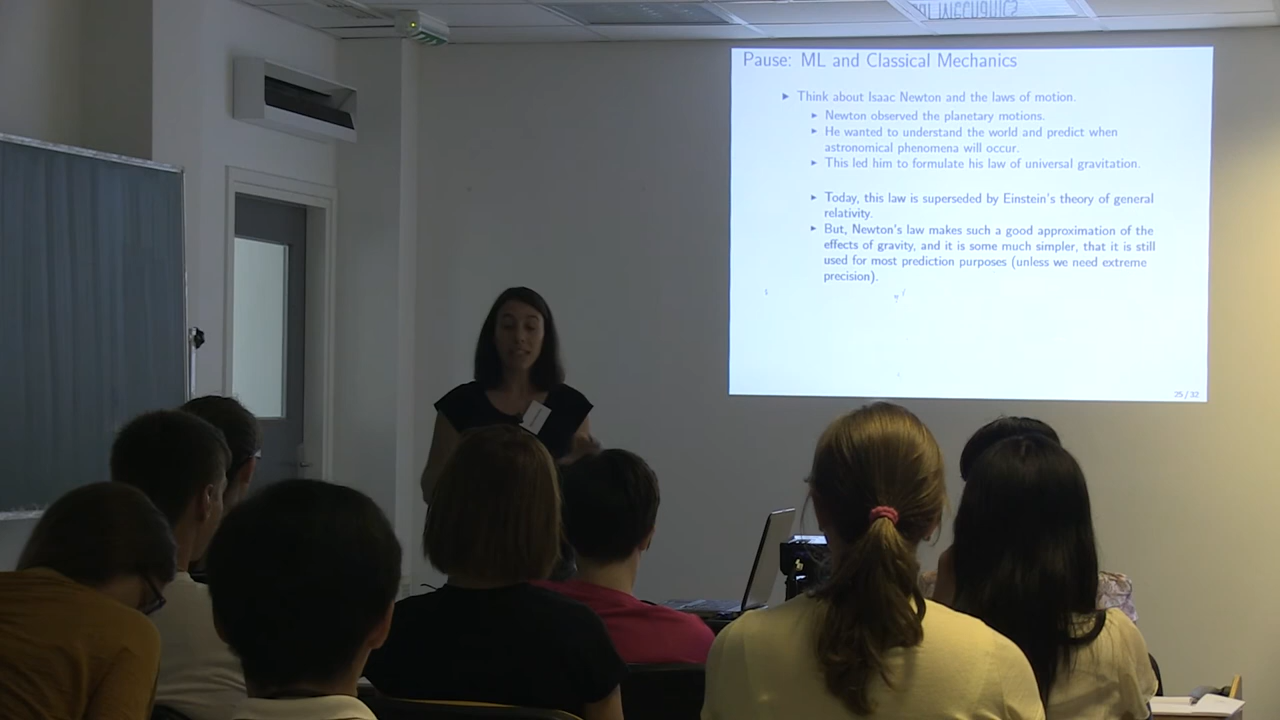 Pause: ML and Classical Mechanics
Think about Isaac Newton and the laws of motion.
Newton observed the planetary motions.
He wanted to understand the world and predict when
astronomical phenomena will occur.
This led him to formulate his law of universal gravitation.
Today, this law is superseded by Einstein's theory of general
relativity.
But, Newton's law makes such a good approximation of the
effects of gravity, and it is some much simpler, that it is still
used for most prediction purposes (unless we need extreme
precision).
25 / 32